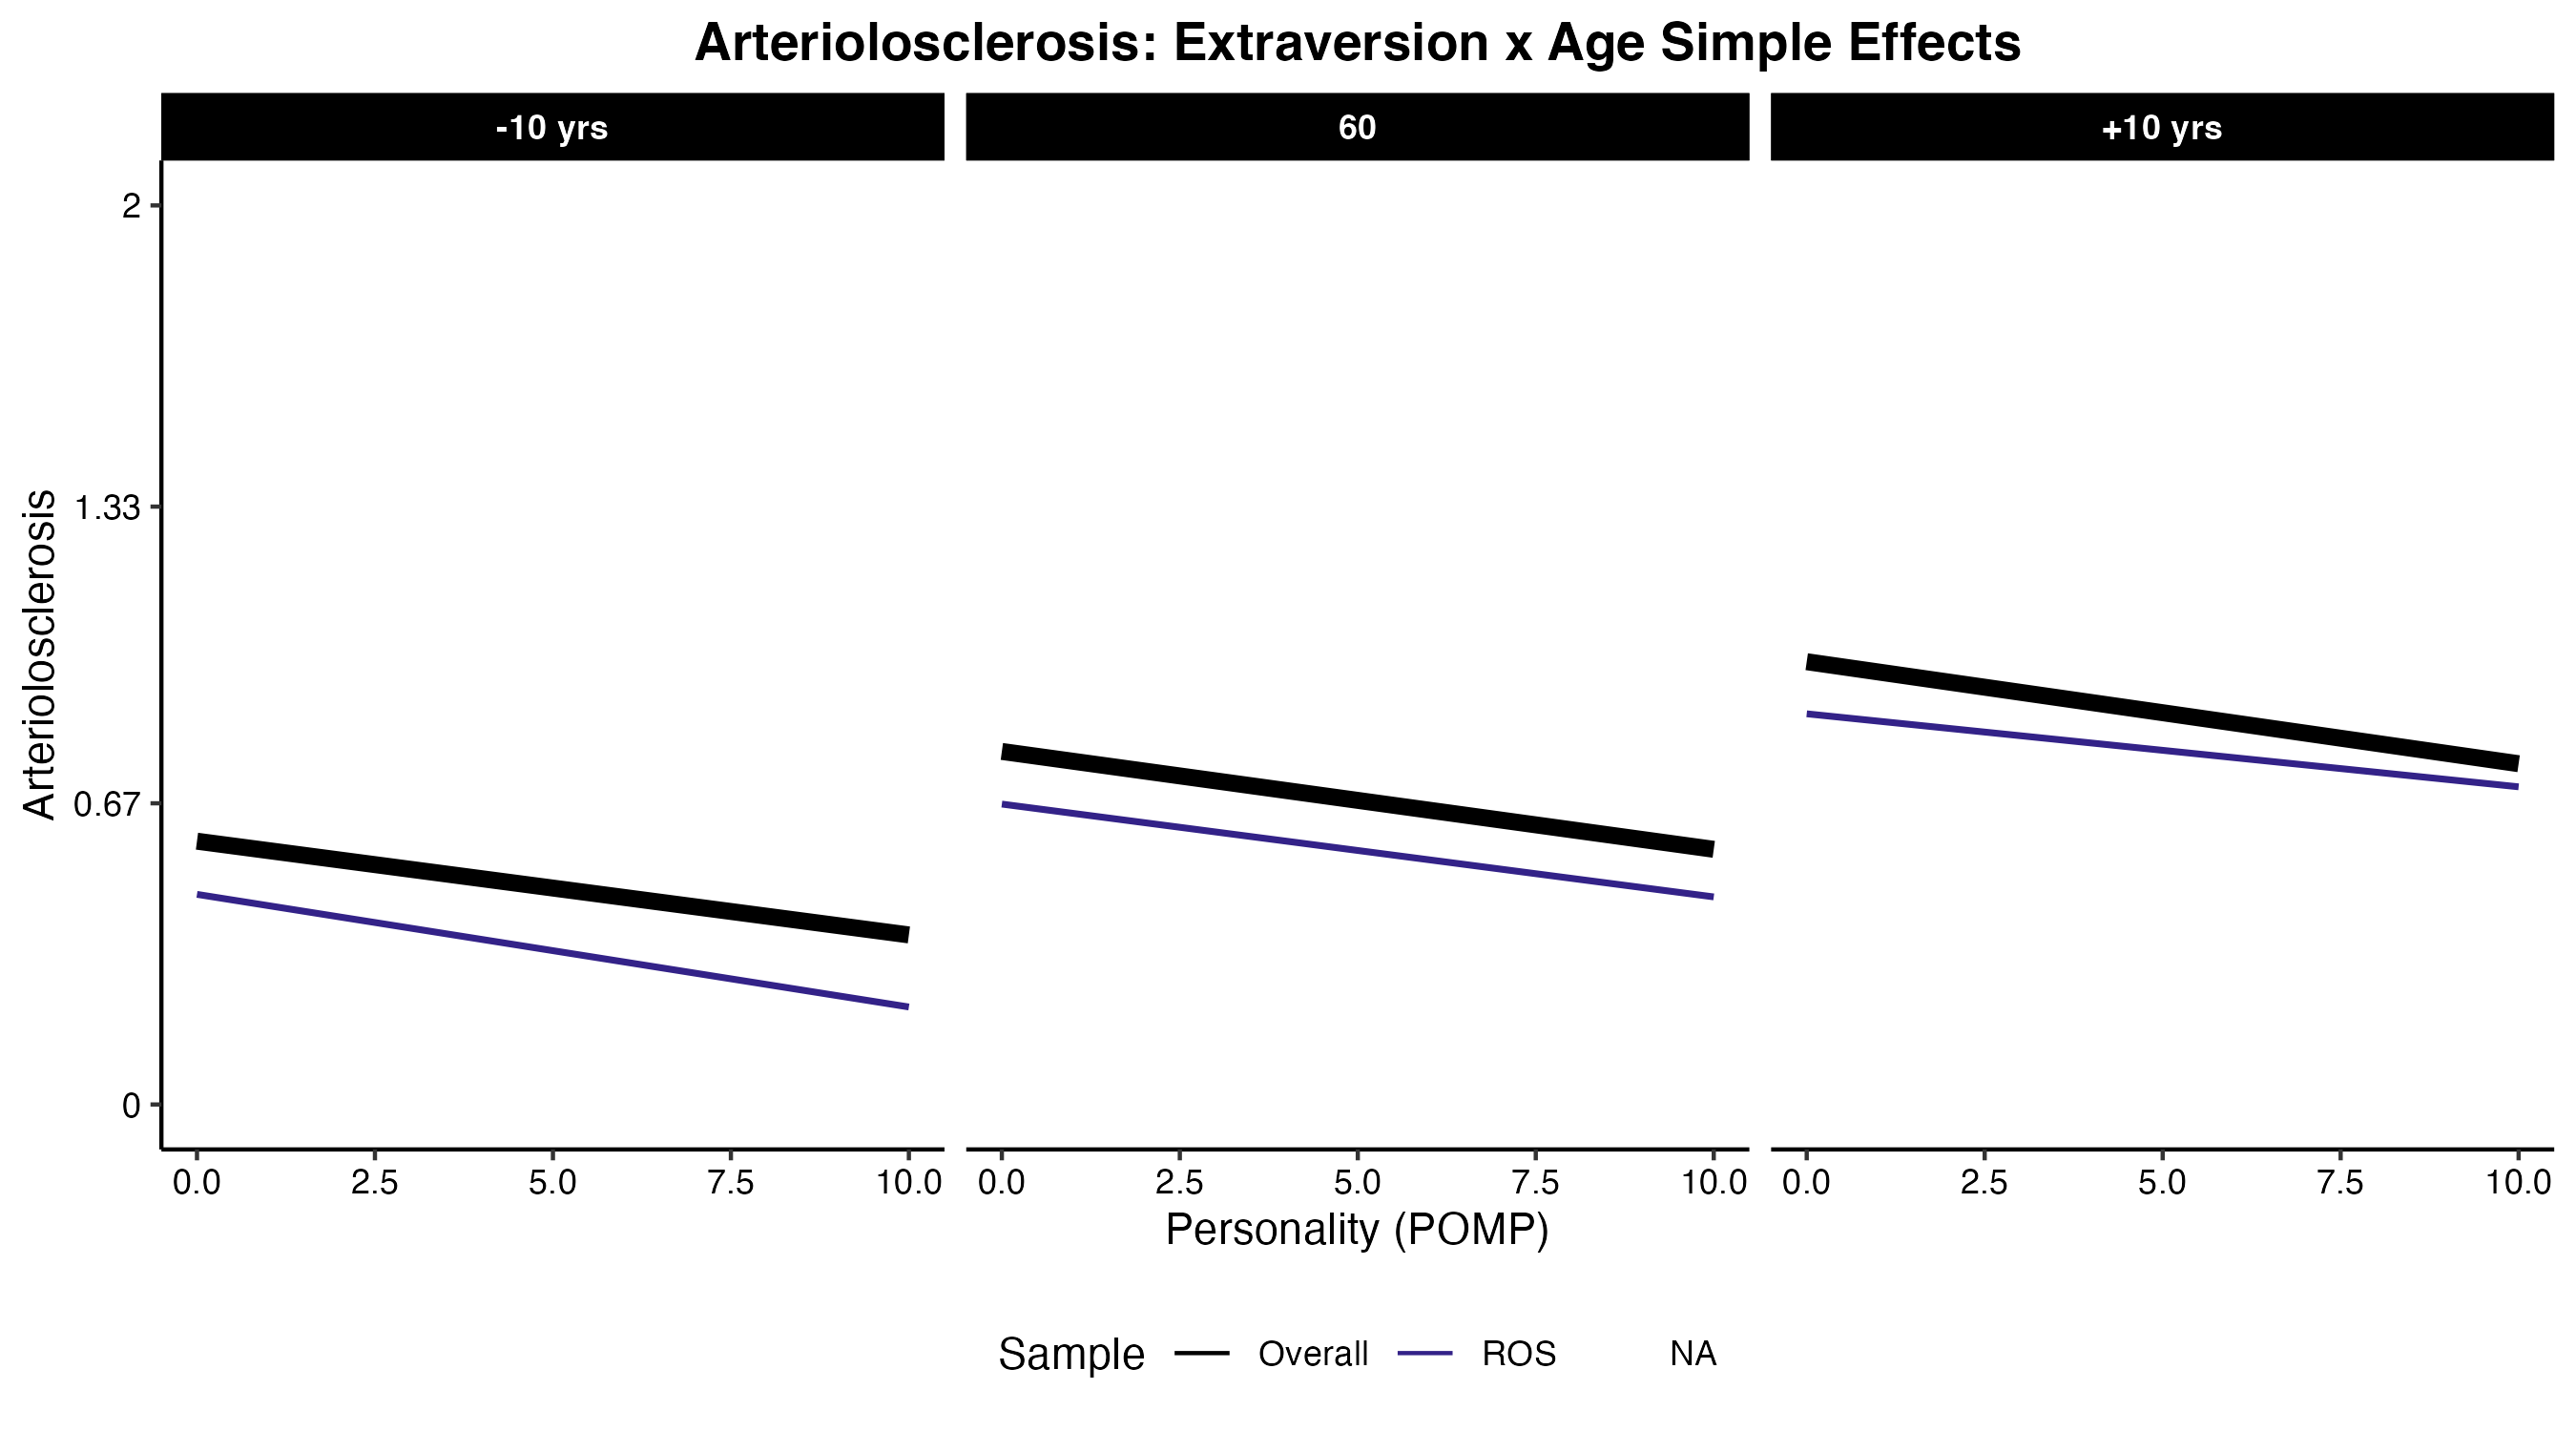 Arteriolosclerosis: Extraversion x Age Simple Effects
-10 yrs
60
+10 yrs
Arteriolosclerosis
2
1.33
0.67
0
0.0 2.5 5.0 7.5 10.0
0.0 2.5 5.0 7.5 10.0
0.0 2.5 5.0 7.5 10.0
Personality (POMP)
Sample Overall ROS NA